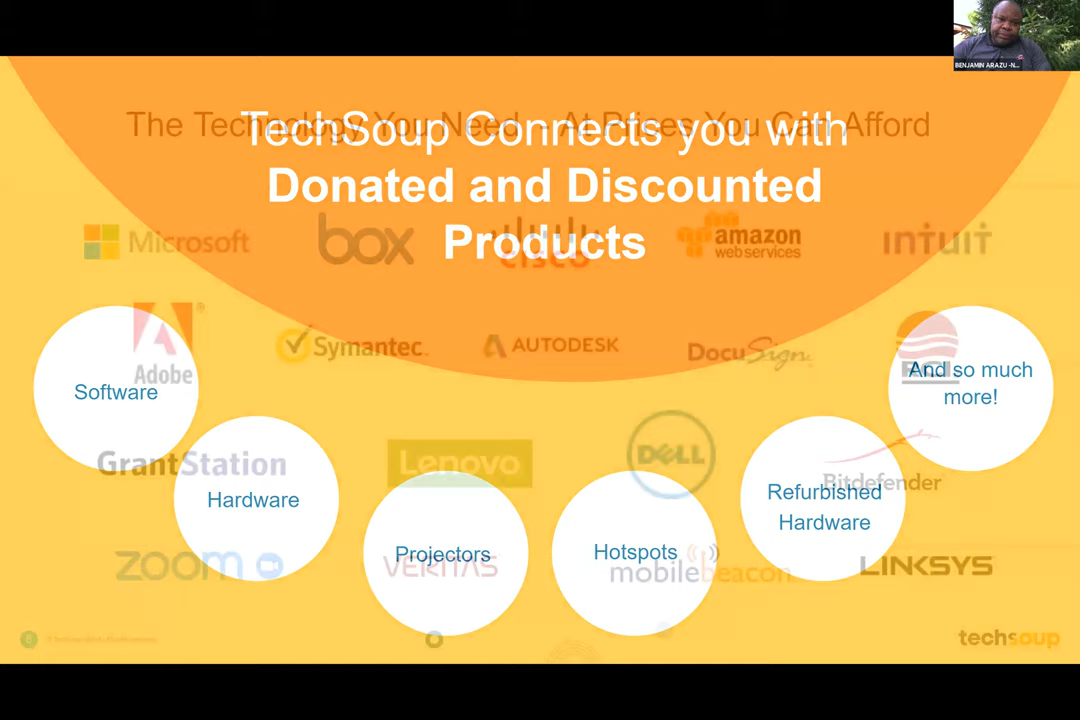 BENJAMIN ARAZU -N...
The Technology You Need - At Prices You Can Afford
TechSoup Connects you with
Donated and Discounted
Products
Microsoft
box
cisco
amazon
webservices
intuit
Adobe
Symantec
AUTODESK
DocuSign
And so much
more!
Software
GrantStation
Lenovo
DELL
Bitdefender
Hardware
Refurbished
Hardware
Projectors
Hotspots
zoom
VERITAS
mobilebeacon
LINKSYS
techsoup